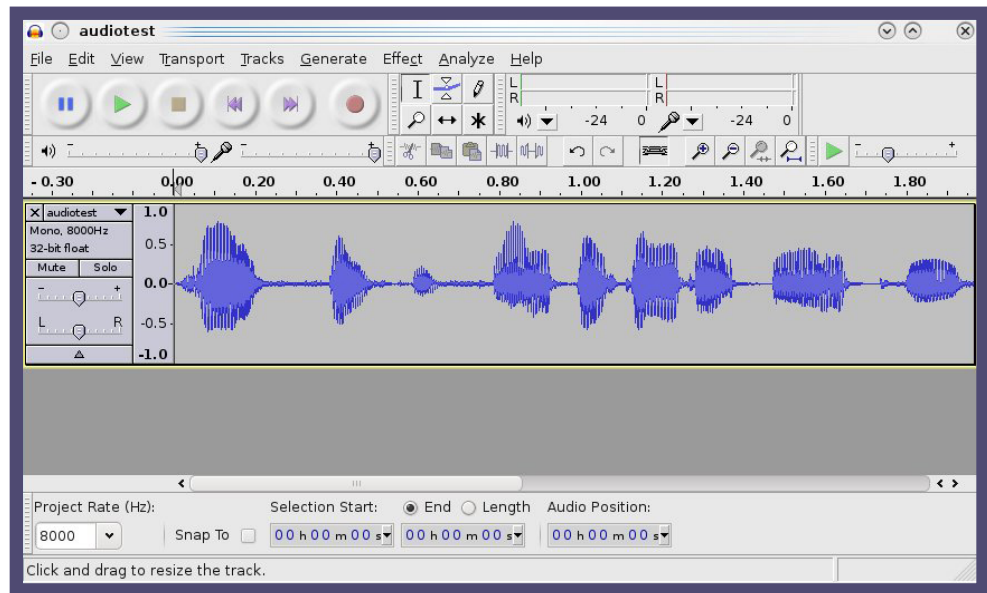 audiotest
File Edit View Transport Tracks Generate Effect Analyze Help
L L
R R
-24 0 -24 0
- 0.30 0.00 0.20 0.40 0.60 0.80 1.00 1.20 1.40 1.60 1.80
X audiotest
Mono, 8000Hz
32-bit float
Mute Solo
- +
L R
1.0
0.5
0.0
-0.5
-1.0
Project Rate (Hz): Selection Start: End Length Audio Position:
8000 Snap To 00 h 00 m 00 s 00 h 00 m 00 s 00 h 00 m 00 s
Click and drag to resize the track.